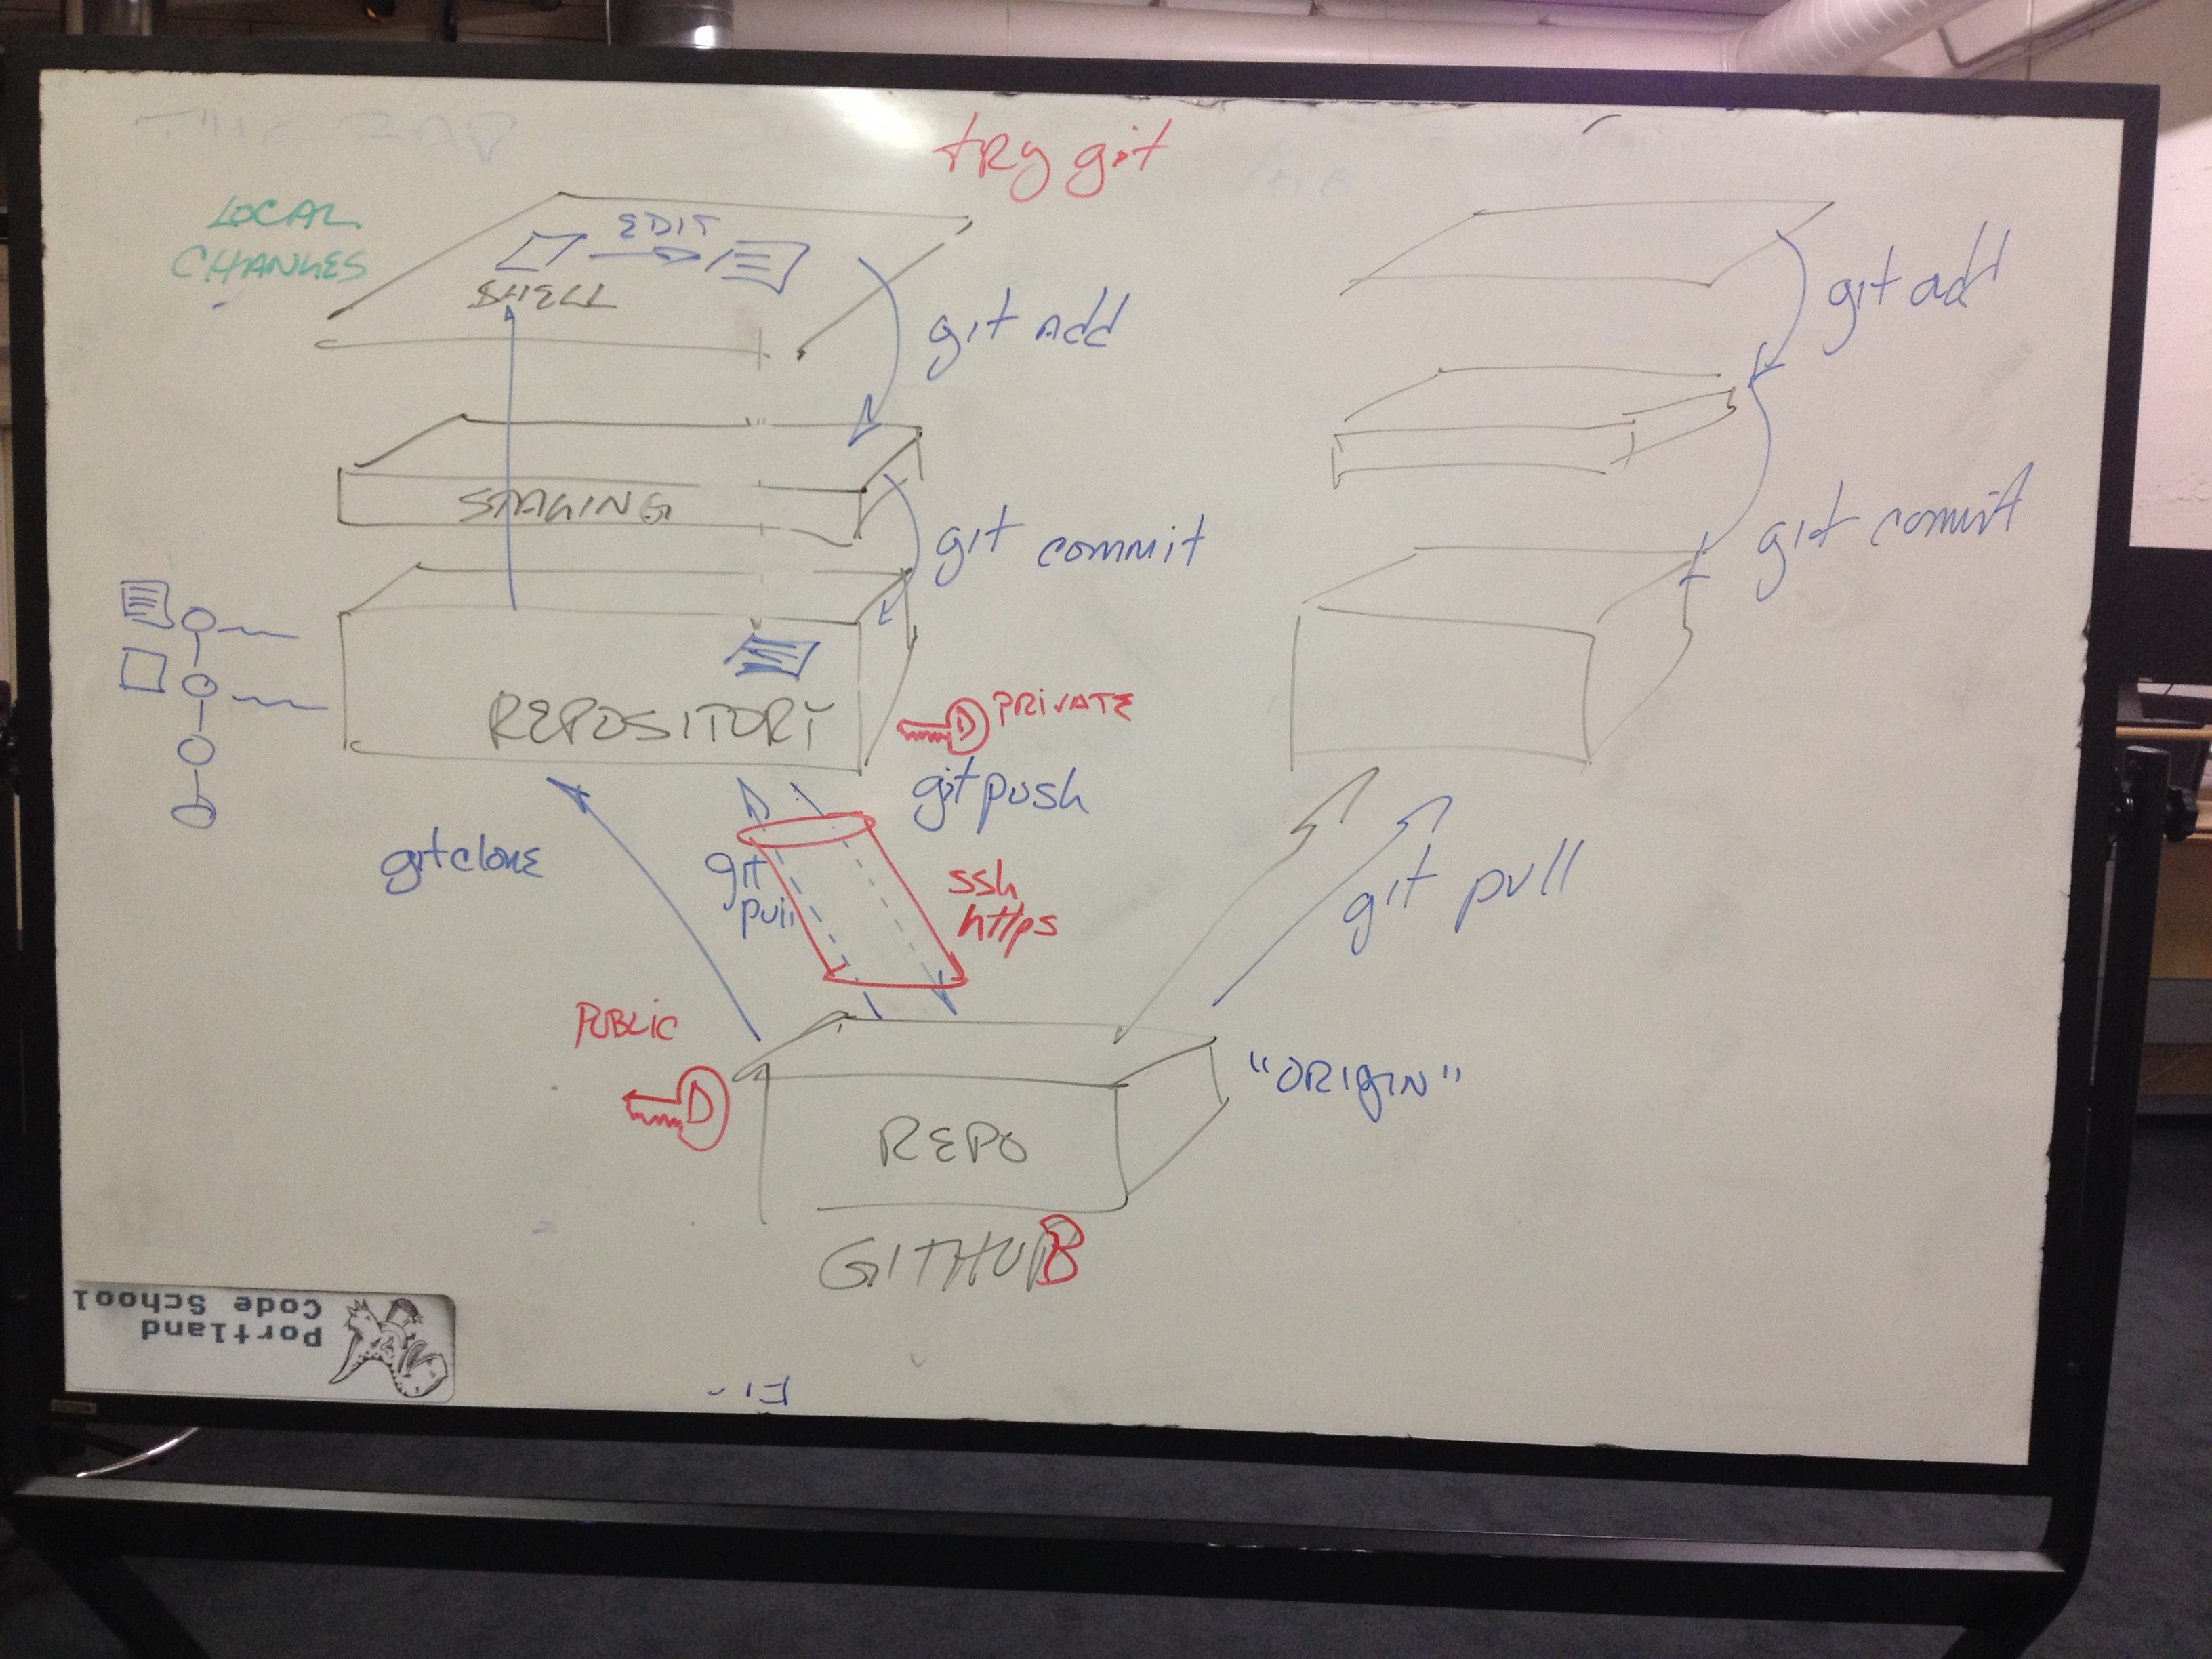 try git
LOCAL
CHANGES
EDIT
SHELL
git add
git add
STAGING
git commit
git commit
REPOSITORY
PRIVATE
git push
git clone
git
pull
ssh
https
git pull
PUBLIC
"ORIGIN"
REPO
GITHUB
Portland
Code School